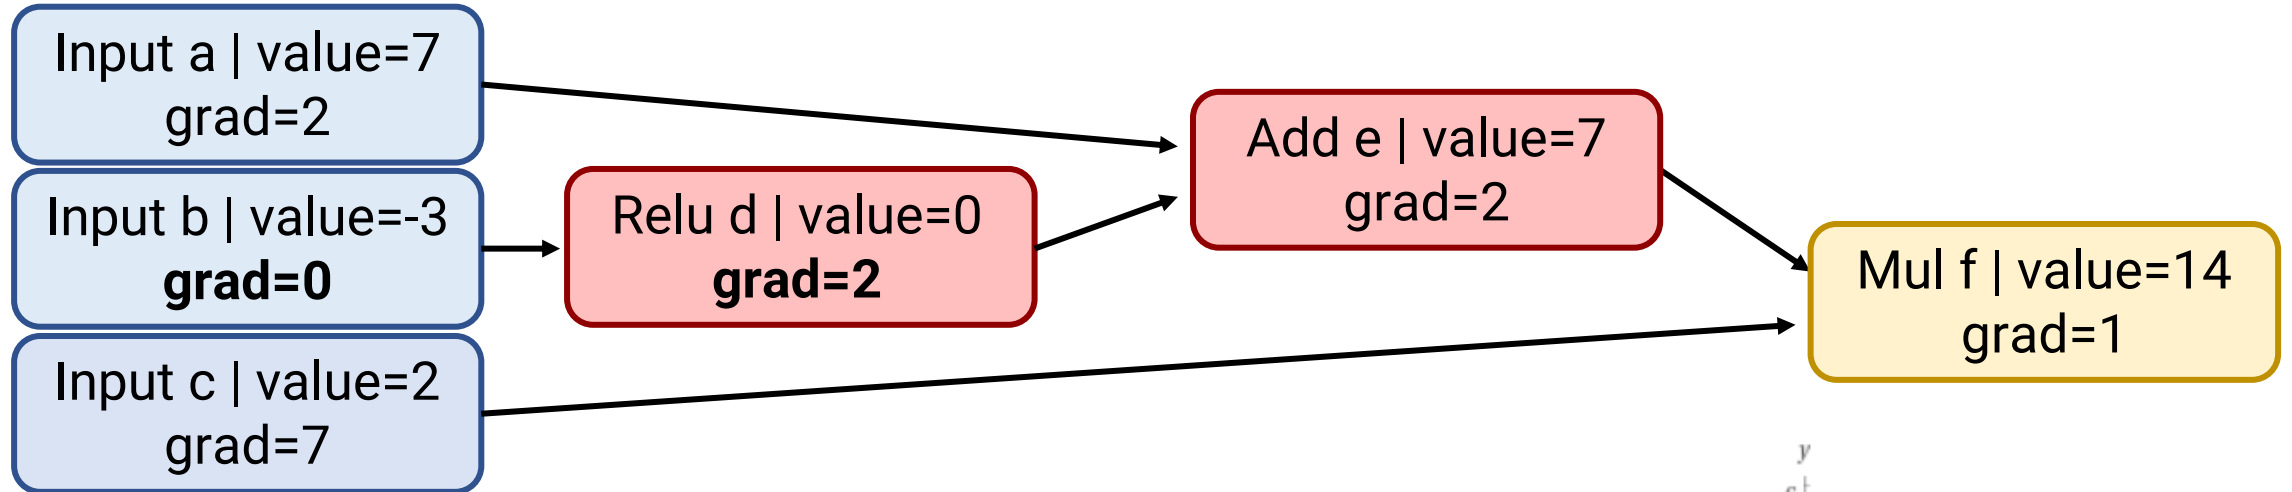 Input a | value=7
grad=2
Input b | value=-3
grad=0
Input c | value=2
grad=7
Relu d | value=0
grad=2
Add e | value=7
grad=2
Mul f | value=14
grad=1
y